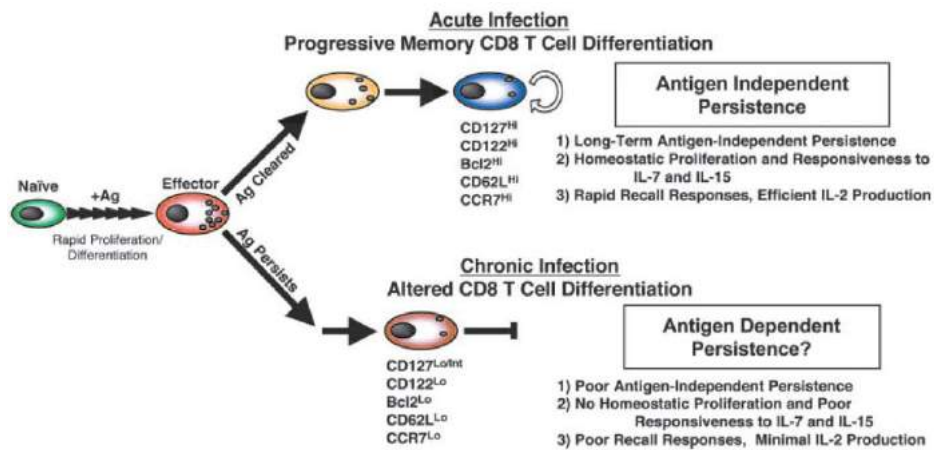 Acute Infection
Progressive Memory CD8 T Cell Differentiation
Antigen Independent
Persistence
CD127Hi
CD122Hi
Bcl2Hi
CD62LHi
CCR7Hi
1) Long-Term Antigen-Independent Persistence
2) Homeostatic Proliferation and Responsiveness to
IL-7 and IL-15
3) Rapid Recall Responses, Efficient IL-2 Production
Naïve
+Ag
Effector
Rapid Proliferation/
Differentiation
Ag Cleared
Ag Persists
Chronic Infection
Altered CD8 T Cell Differentiation
Antigen Dependent
Persistence?
CD127Lo/Int
CD122Lo
Bcl2Lo
CD62LLo
CCR7Lo
1) Poor Antigen-Independent Persistence
2) No Homeostatic Proliferation and Poor
Responsiveness to IL-7 and IL-15
3) Poor Recall Responses, Minimal IL-2 Production